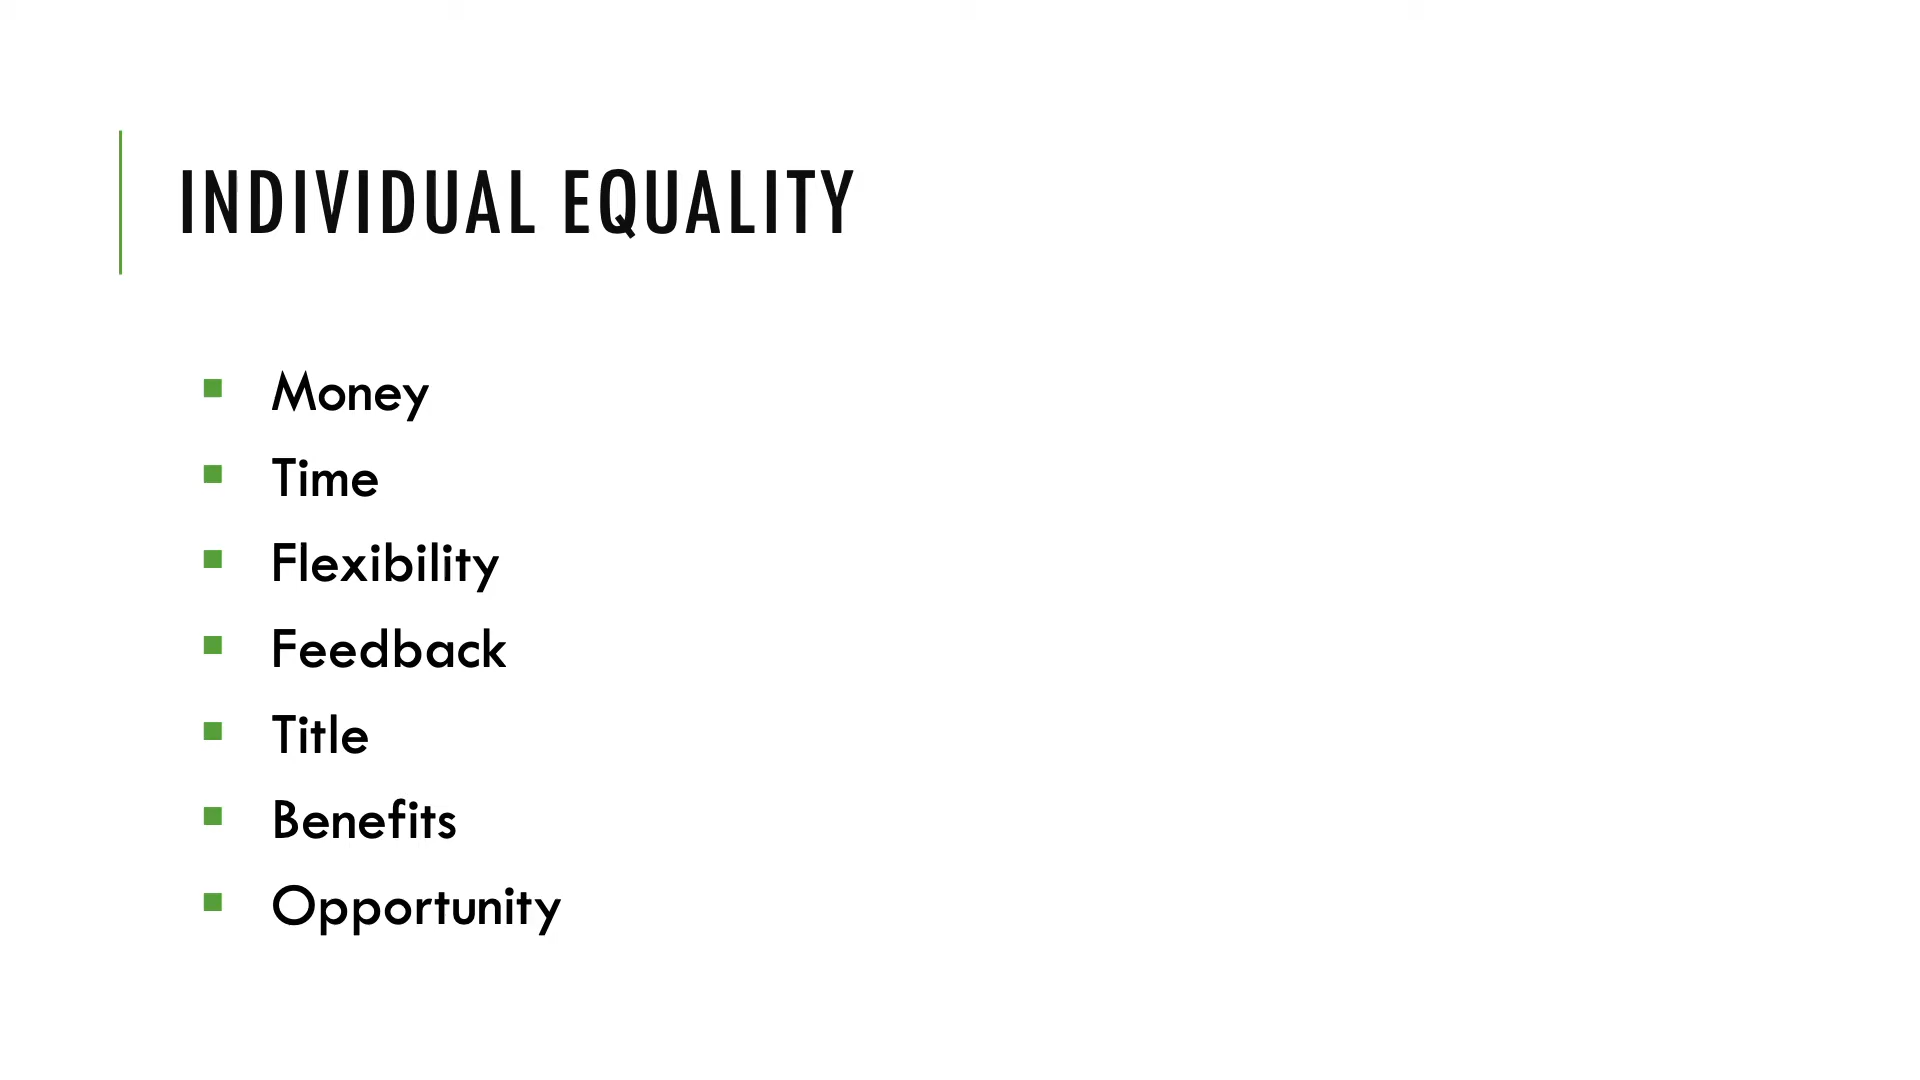 INDIVIDUAL EQUALITY
Money
Time
Flexibility
Feedback
Title
Benefits
Opportunity